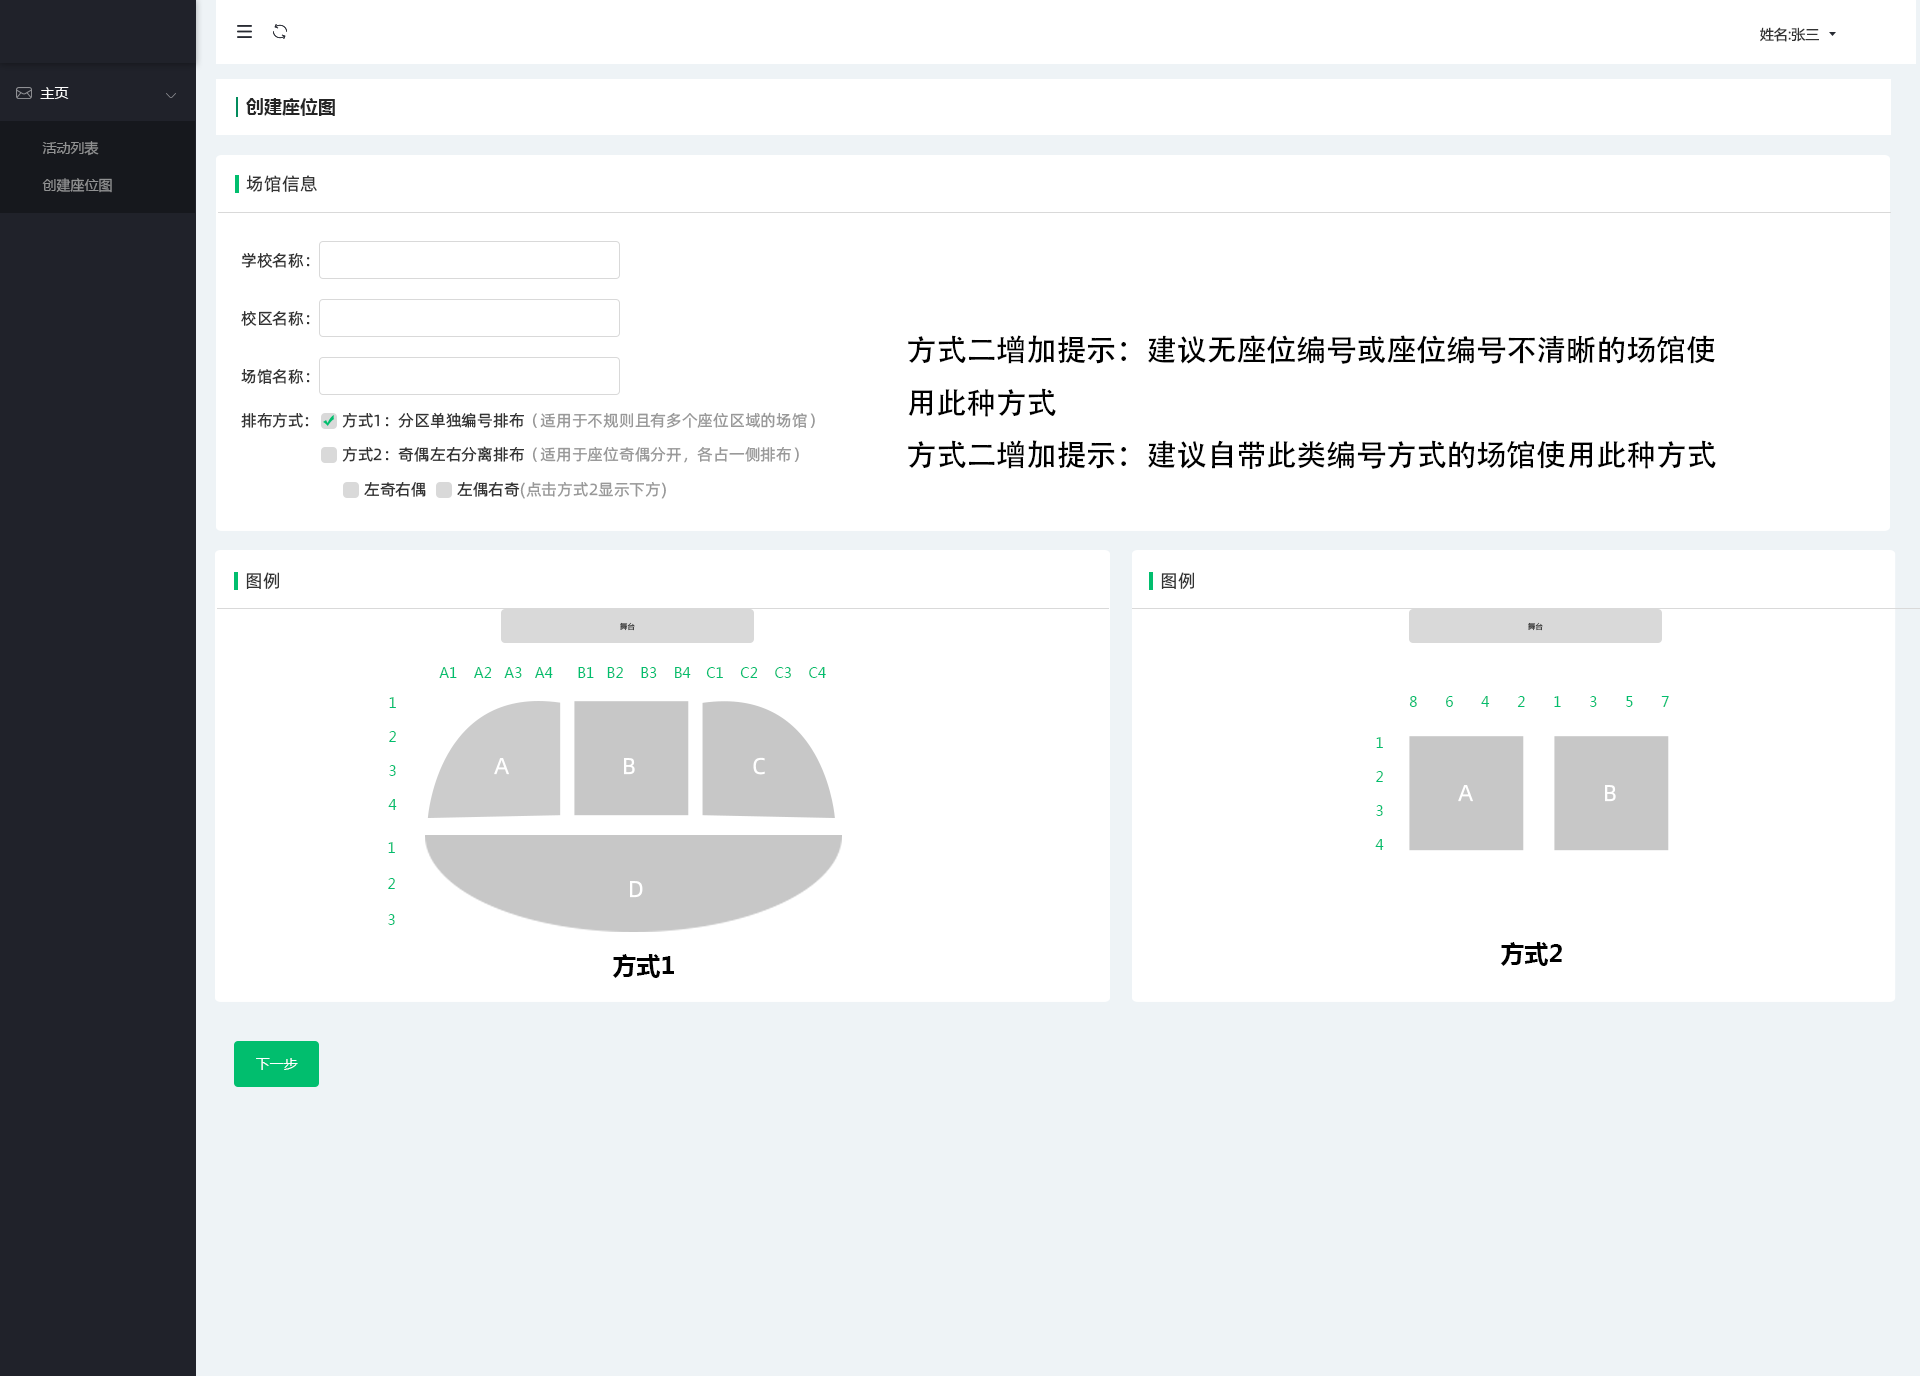 姓名:张三
主页
活动列表
创建座位图
创建座位图
场馆信息
学校名称：
校区名称：
场馆名称：
排布方式： 方式1：分区单独编号排布（适用于不规则且有多个座位区域的场馆）
方式2：奇偶左右分离排布（适用于座位奇偶分开，各占一侧排布）
左奇右偶 左偶右奇(点击方式2显示下方)
方式二增加提示：建议无座位编号或座位编号不清晰的场馆使
用此种方式
方式二增加提示：建议自带此类编号方式的场馆使用此种方式
图例
舞台
A1 A2 A3 A4 B1 B2 B3 B4 C1 C2 C3 C4
1
2
3
4
A B C
1
2
3
D
方式1
图例
舞台
8 6 4 2 1 3 5 7
1
2
3
4
A B
方式2
下一步